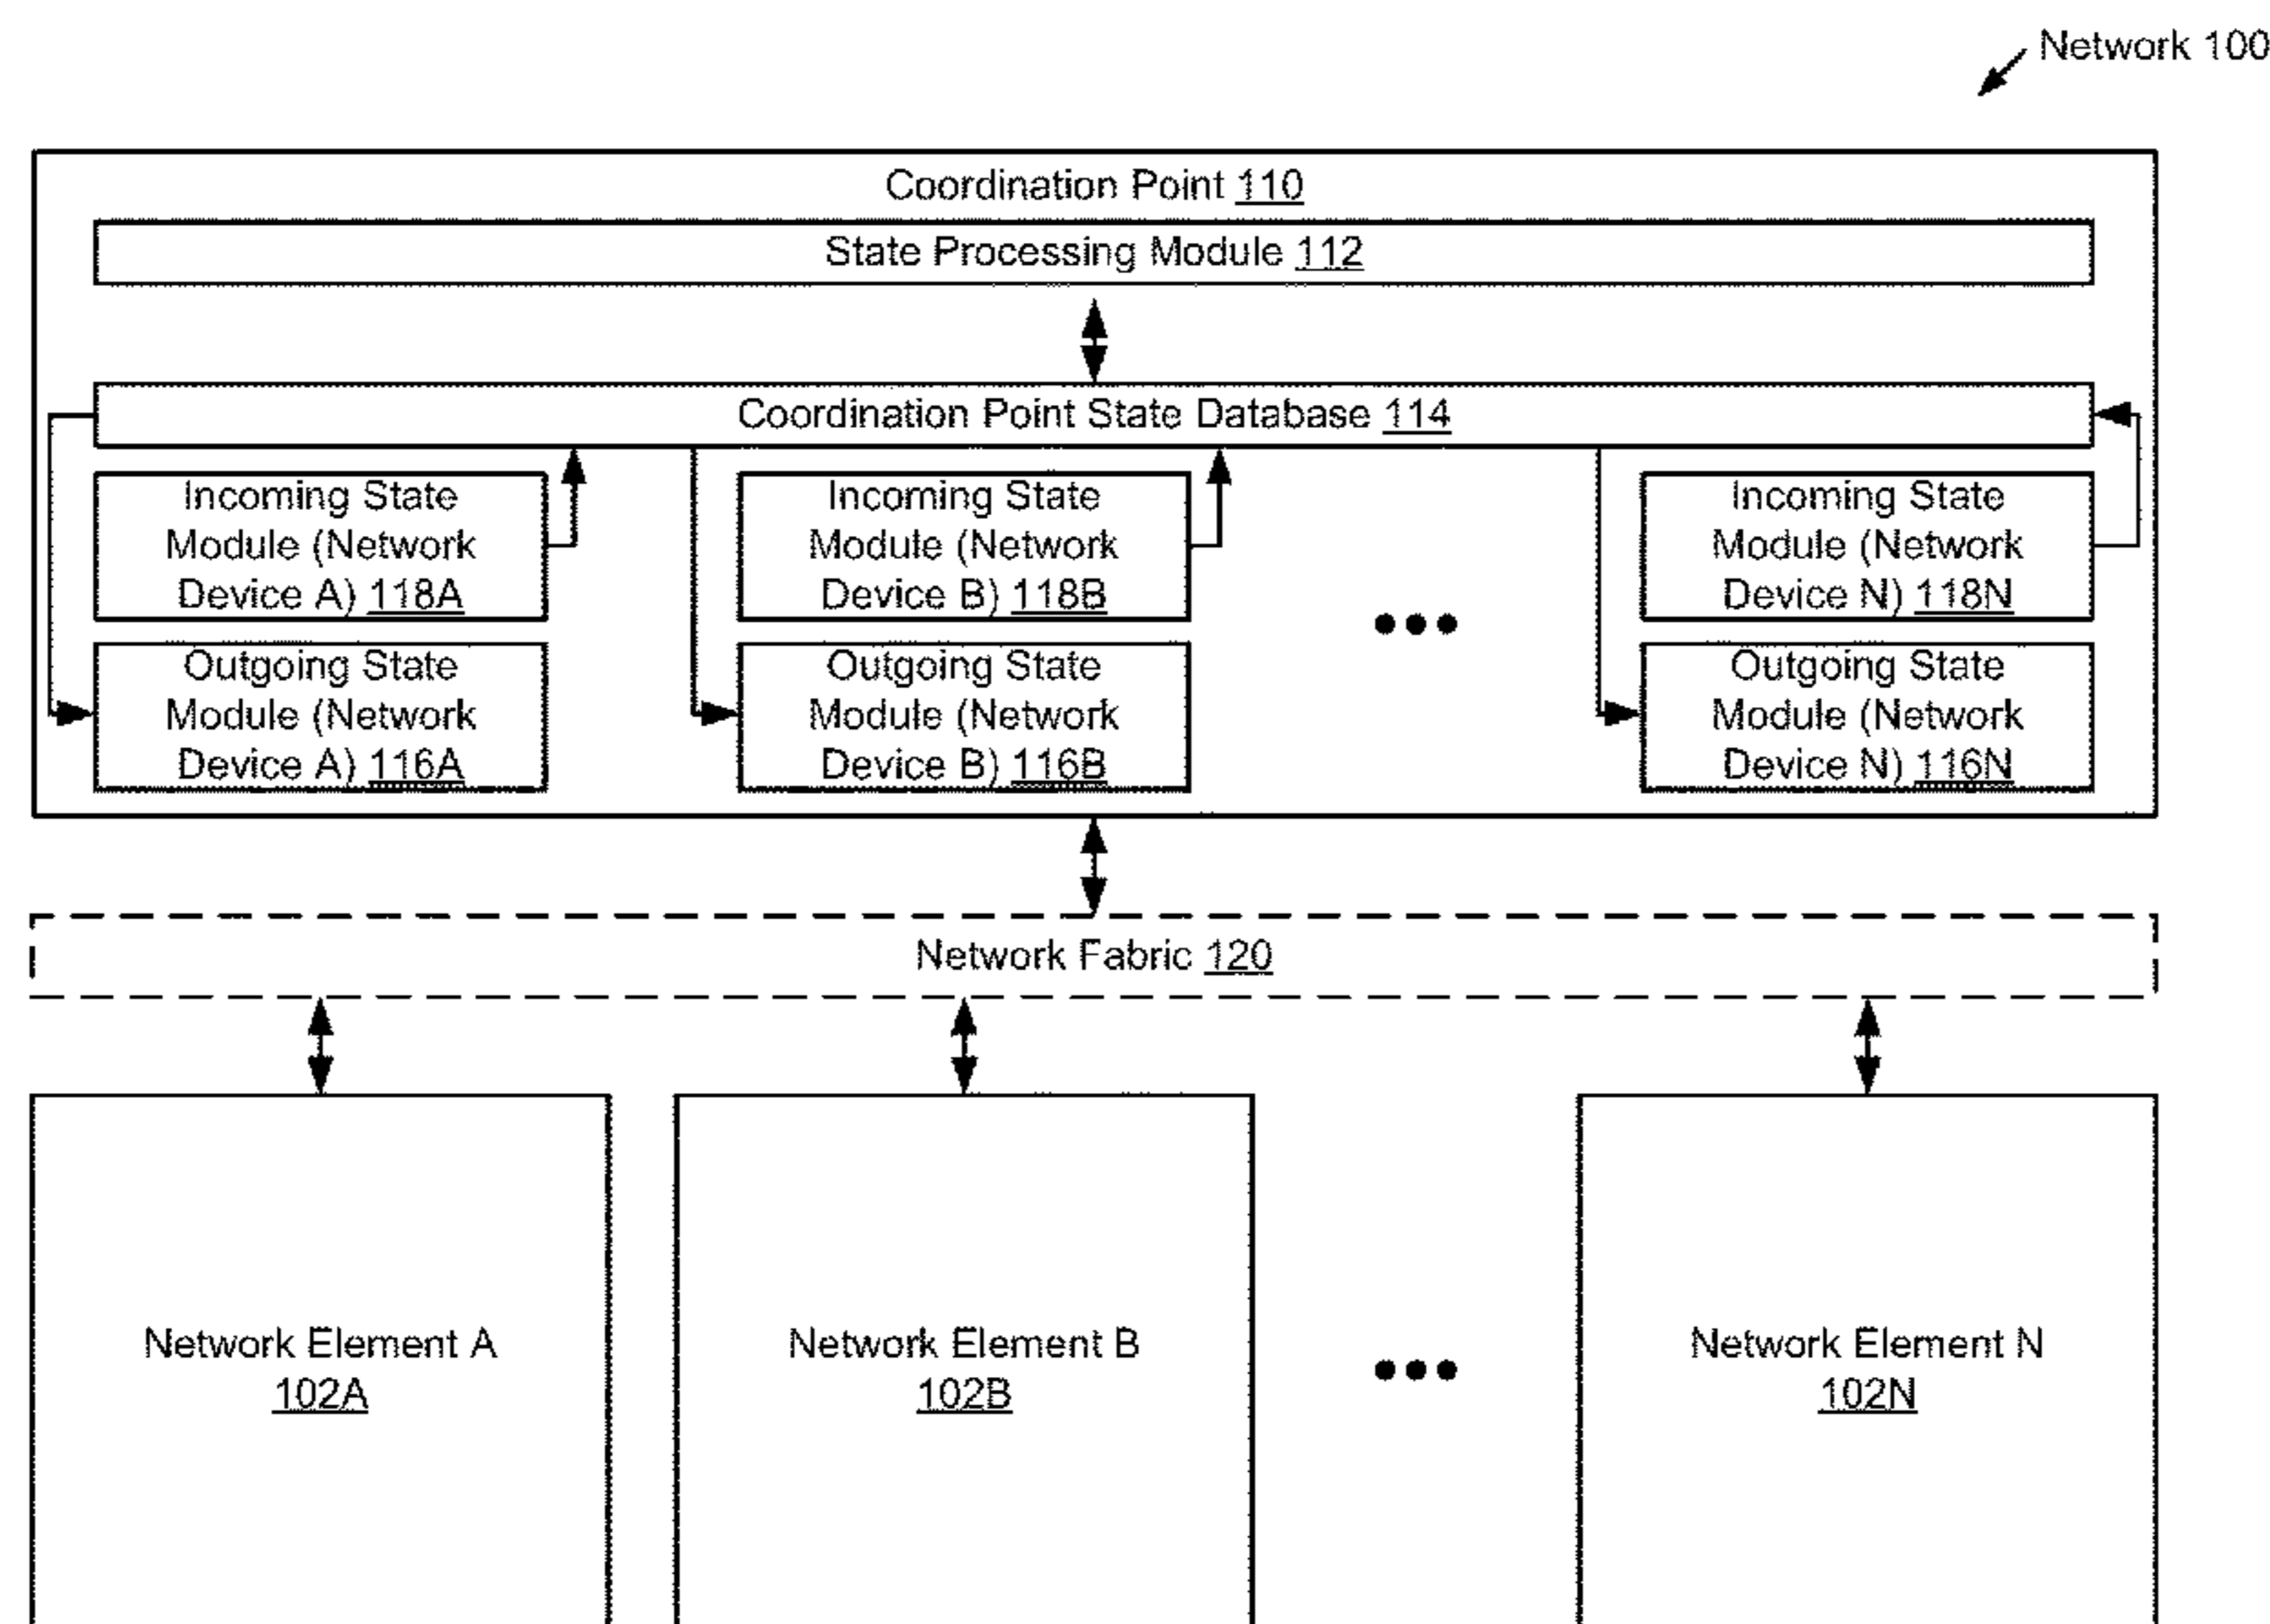 Network 100
Coordination Point 110
State Processing Module 112
Coordination Point State Database 114
Incoming State
Module (Network
Device A) 118A
Incoming State
Module (Network
Device B) 118B
Incoming State
Module (Network
Device N) 118N
Outgoing State
Module (Network
Device A) 116A
Outgoing State
Module (Network
Device B) 116B
Outgoing State
Module (Network
Device N) 116N
Network Fabric 120
Network Element A
102A
Network Element B
102B
Network Element N
102N